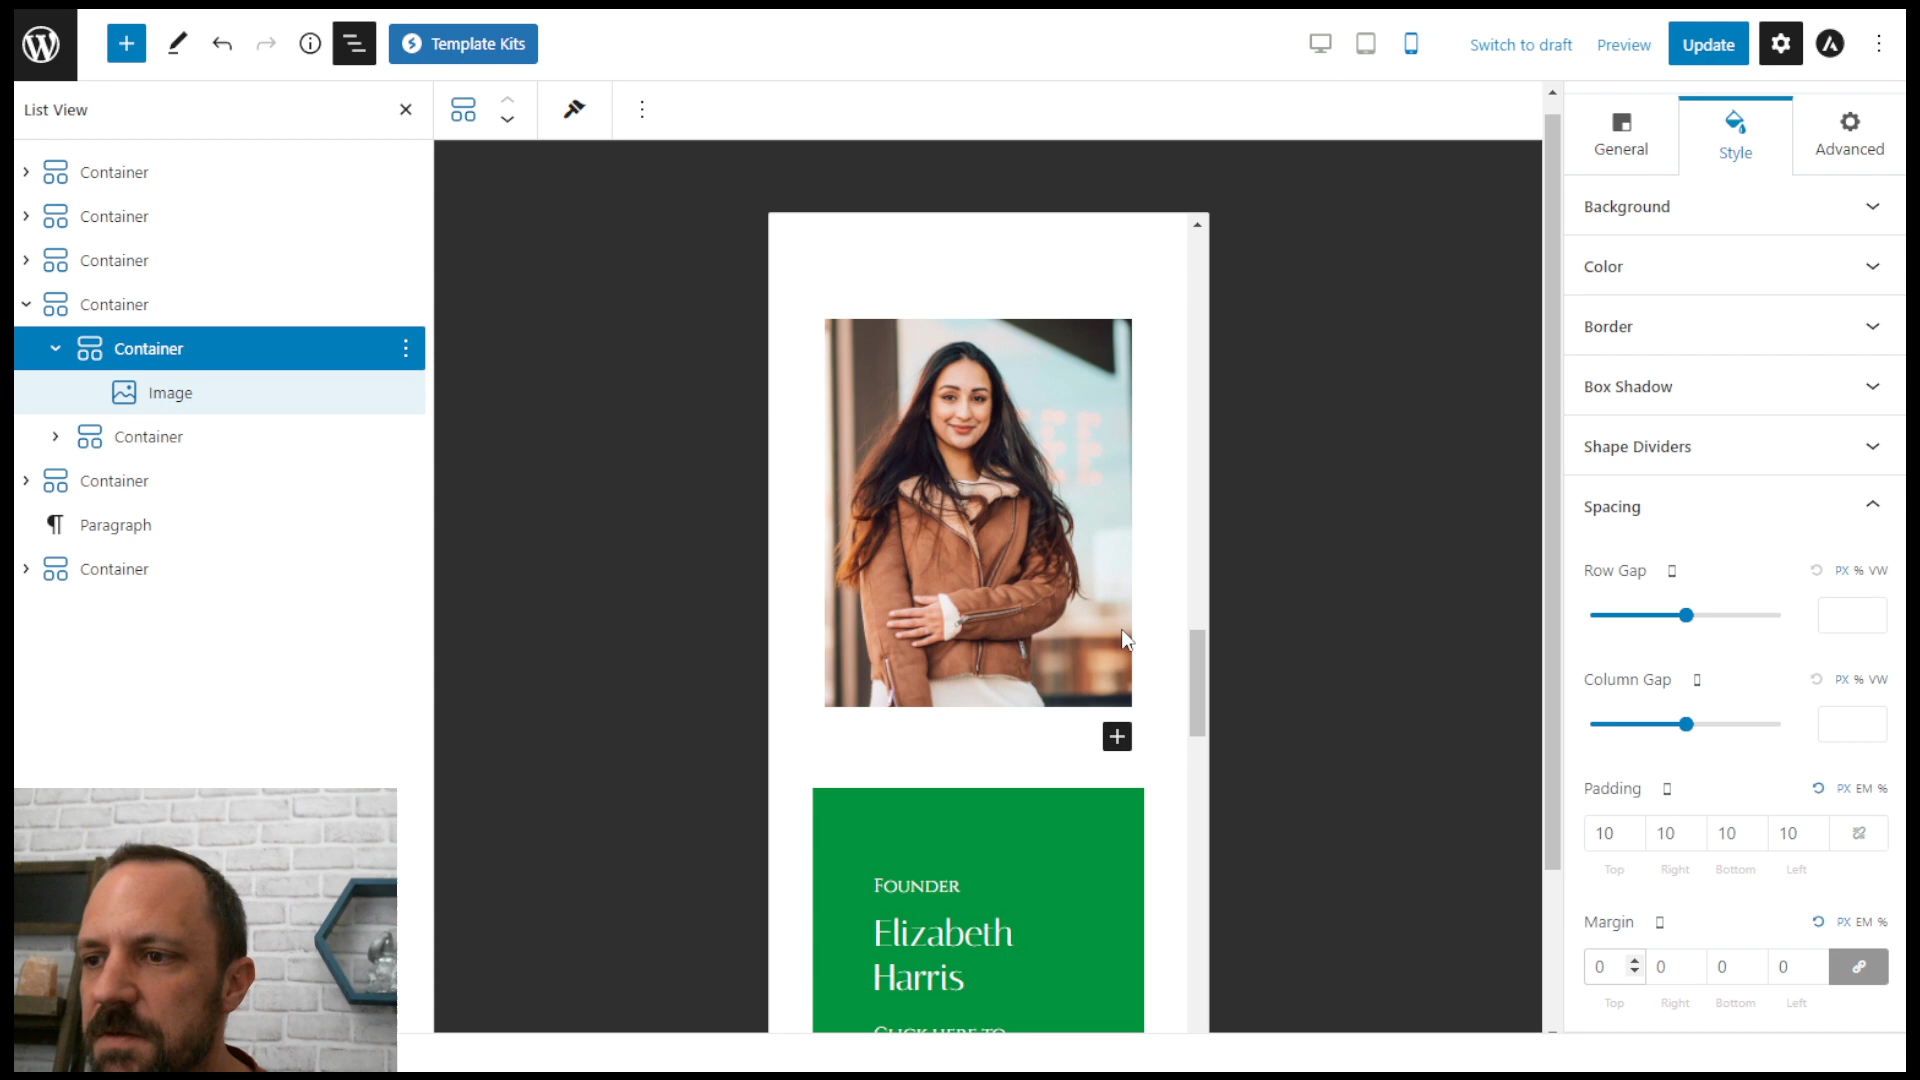 Template Kits
Switch to draft
Preview
Update
List View
Container
Container
Container
Container
Container
Image
Container
Container
Paragraph
Container
Founder
Elizabeth
Harris
Click here to
General
Style
Advanced
Background
Color
Border
Box Shadow
Shape Dividers
Spacing
Row Gap
PX % VW
Column Gap
PX % VW
Padding
PX EM %
10 10 10 10
Top Right Bottom Left
Margin
PX EM %
0 0 0 0
Top Right Bottom Left